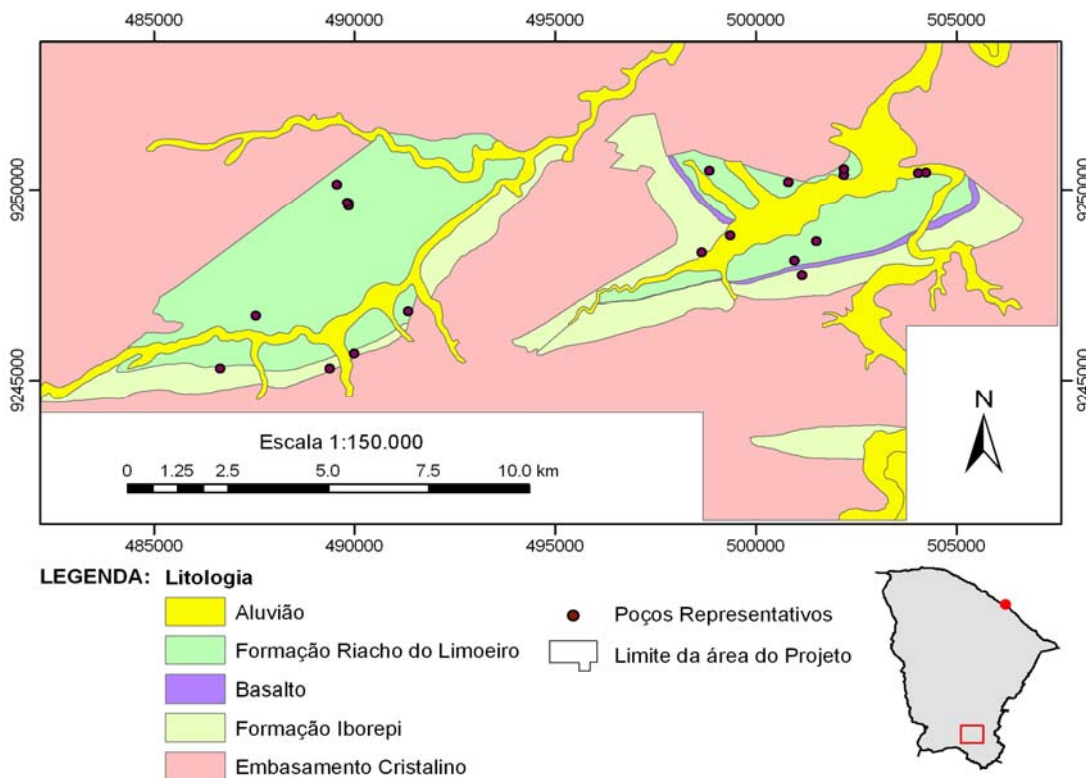 485000 490000 495000 500000 505000
9250000 9250000
9245000 9245000
N
Escala 1:150.000
0 1.25 2.5 5.0 7.5 10.0 km
485000 490000 495000 500000 505000
LEGENDA: Litologia
Aluvião
Formação Riacho do Limoeiro
Basalto
Formação Iborepi
Embasamento Cristalino
Poços Representativos
Limite da área do Projeto